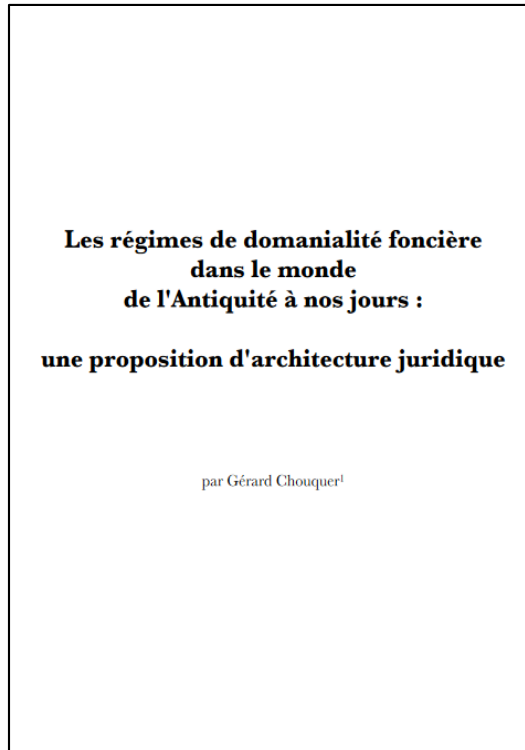 Les régimes de domanialité foncière
dans le monde
de l'Antiquité à nos jours :
une proposition d'architecture juridique
par Gérard Chouquer¹